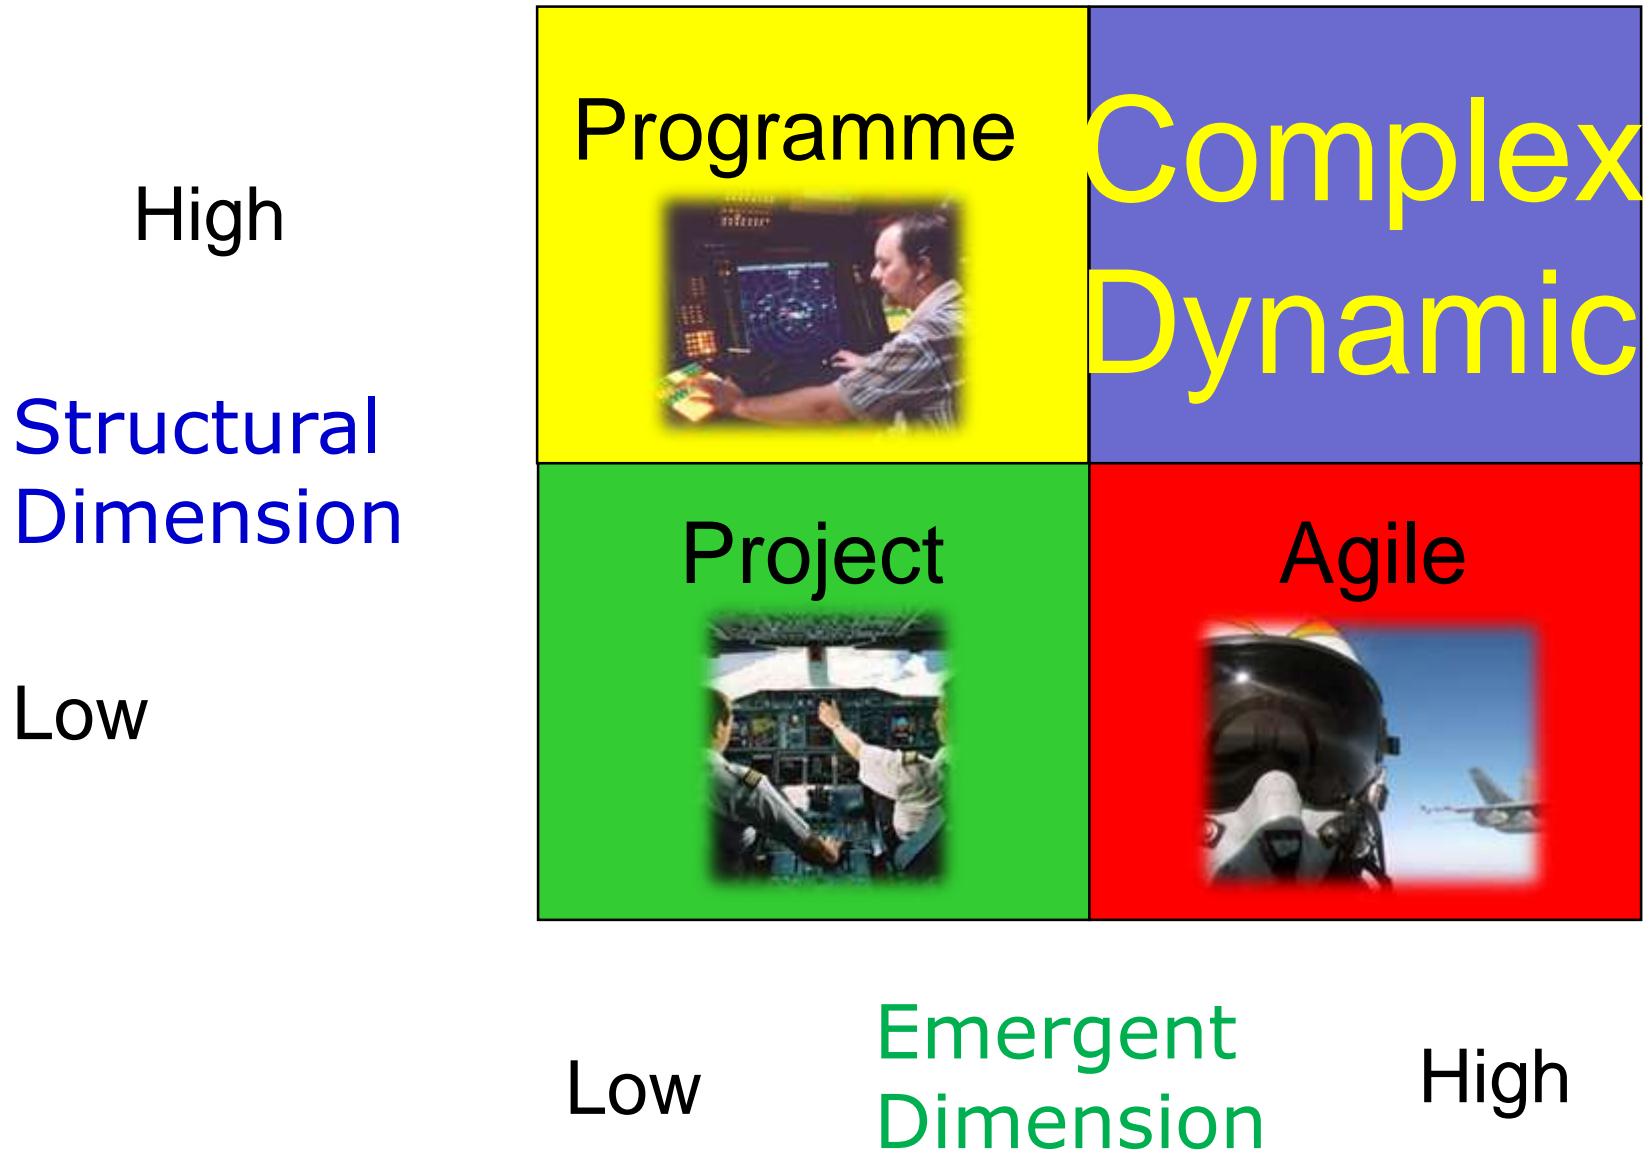 Programme
Complex
Dynamic
High
Structural
Dimension
Project
Agile
Low
Emergent
Dimension
Low
High